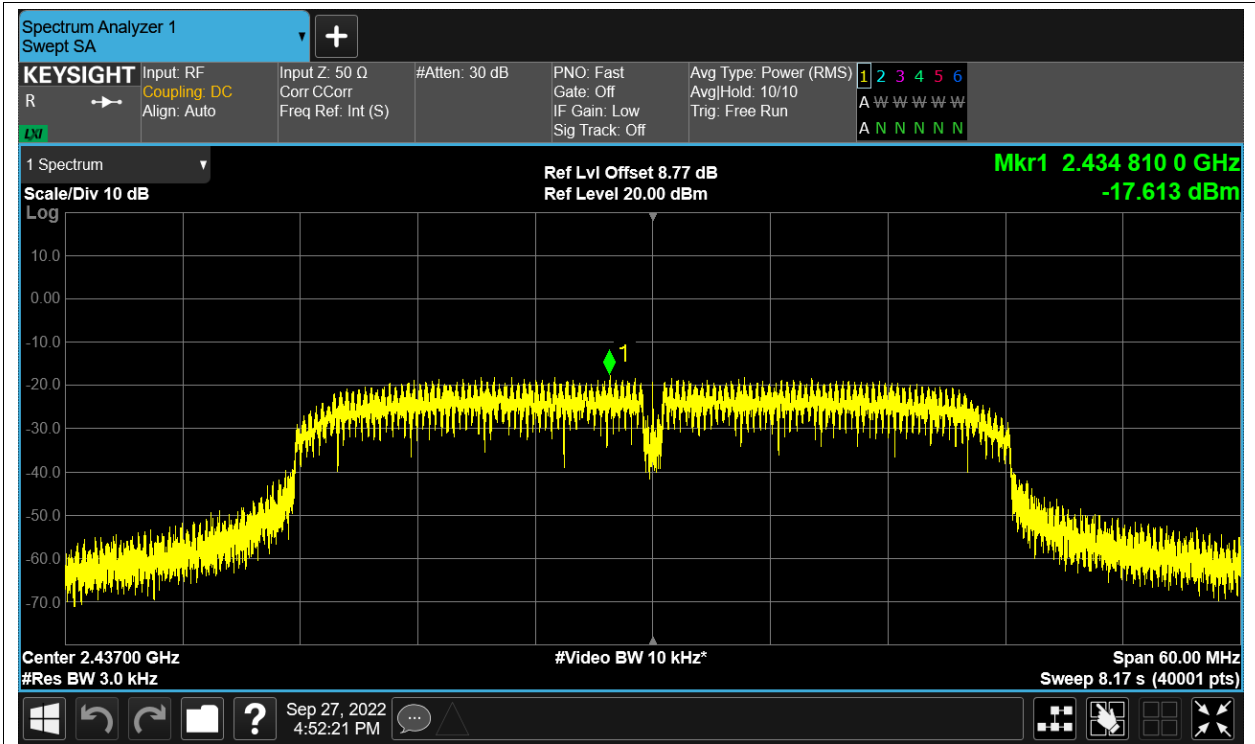 Spectrum Analyzer 1
Swept SA
+
KEYSIGHT
R
LXI
Input: RF
Coupling: DC
Align: Auto
Input Z: 50 Ω
Corr CCorr
Freq Ref: Int (S)
#Atten: 30 dB
PNO: Fast
Gate: Off
IF Gain: Low
Sig Track: Off
Avg Type: Power (RMS)
Avg|Hold: 10/10
Trig: Free Run
1 2 3 4 5 6
A W W W W W
A N N N N N
1 Spectrum
Scale/Div 10 dB
Log
Ref Lvl Offset 8.77 dB
Ref Level 20.00 dBm
Mkr1 2.434 810 0 GHz
-17.613 dBm
10.0
0.00
-10.0
-20.0
-30.0
-40.0
-50.0
-60.0
-70.0
1
Center 2.43700 GHz
#Res BW 3.0 kHz
#Video BW 10 kHz*
Span 60.00 MHz
Sweep 8.17 s (40001 pts)
?
Sep 27, 2022
4:52:21 PM